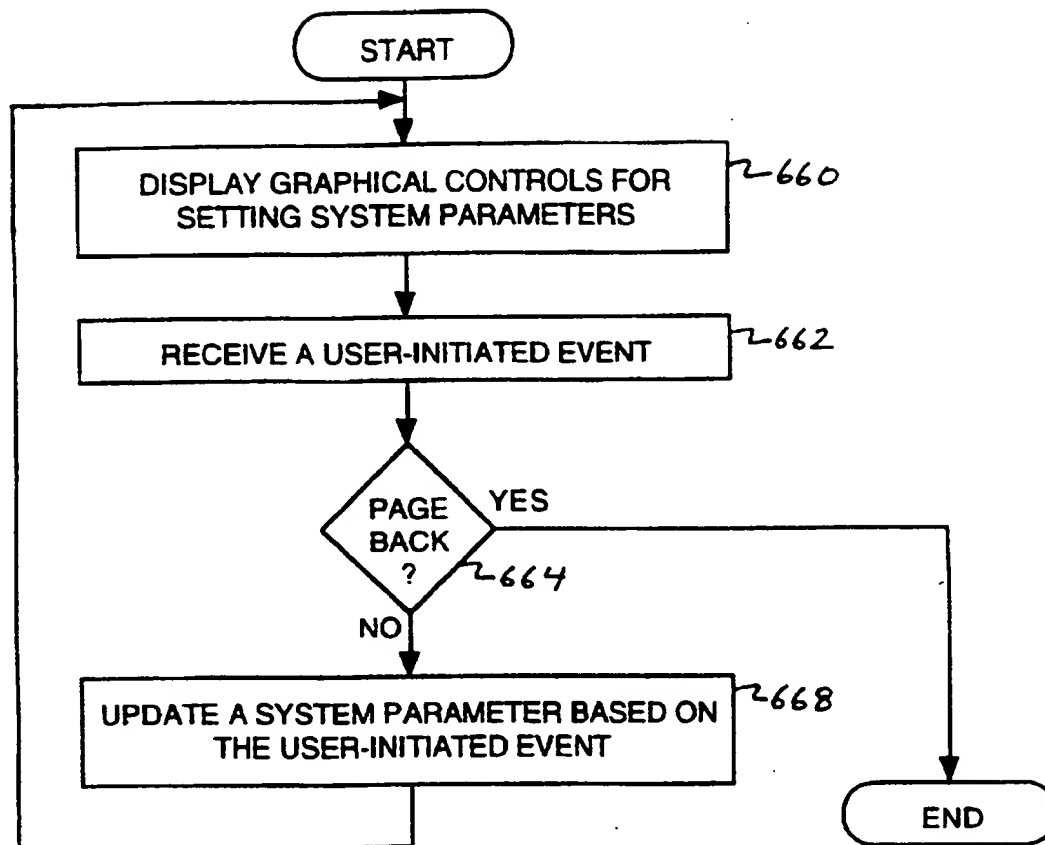 START
DISPLAY GRAPHICAL CONTROLS FOR
SETTING SYSTEM PARAMETERS
660
RECEIVE A USER-INITIATED EVENT
662
PAGE
BACK
?
YES
664
NO
UPDATE A SYSTEM PARAMETER BASED ON
THE USER-INITIATED EVENT
668
END